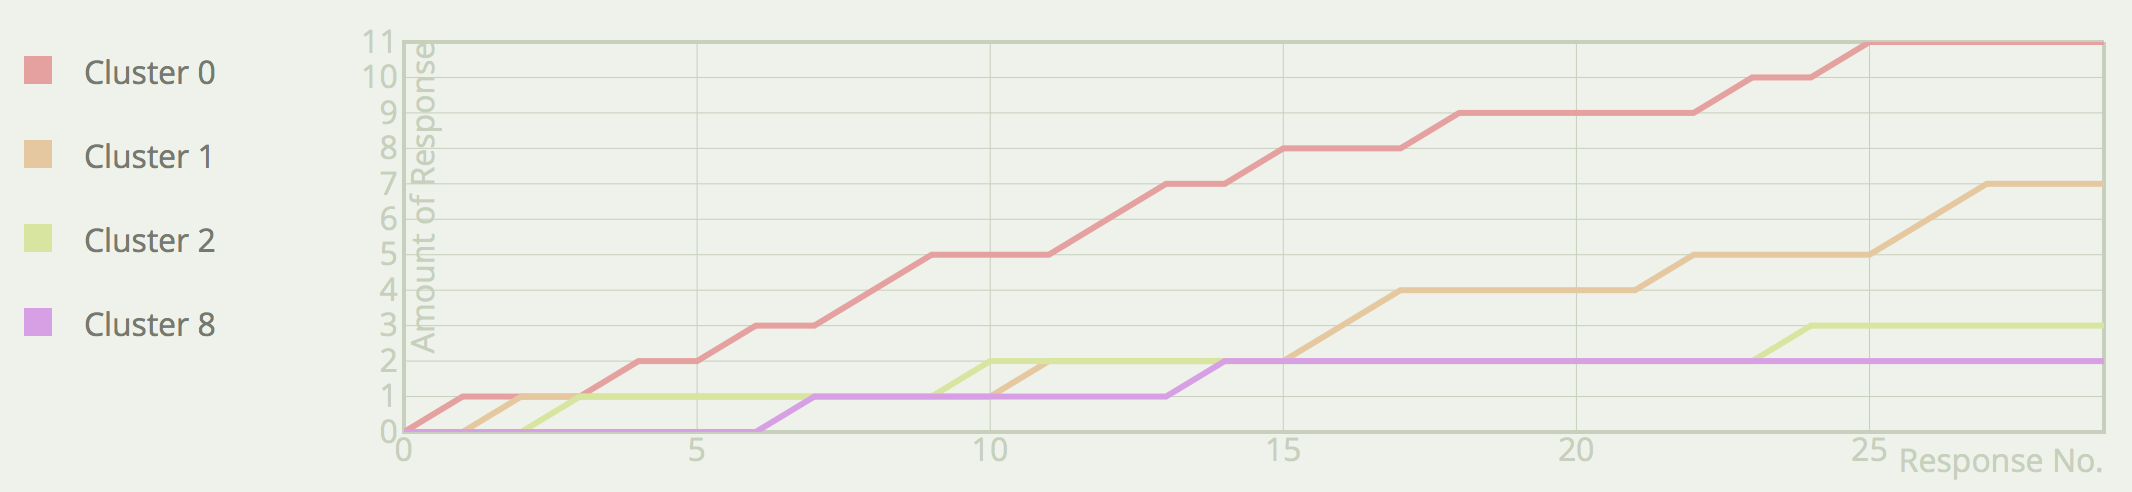 Cluster 0
Cluster 1
Cluster 2
Cluster 8
11
10
9
8
7
6
5
4
3
2
1
0
Amount of Response
0 5 10 15 20 25
Response No.